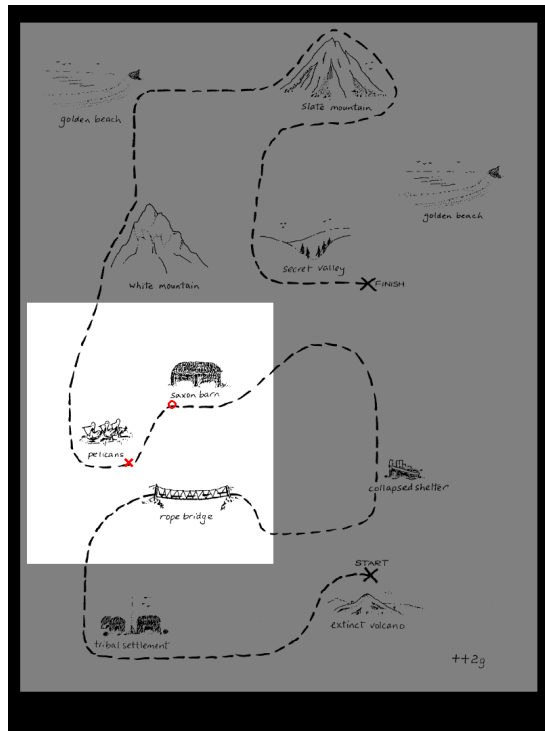 slate mountain
golden beach
golden beach
secret valley
white mountain
FINISH
saxon barn
pelicans
collapsed shelter
rope bridge
START
extinct volcano
tribal settlement
++2g